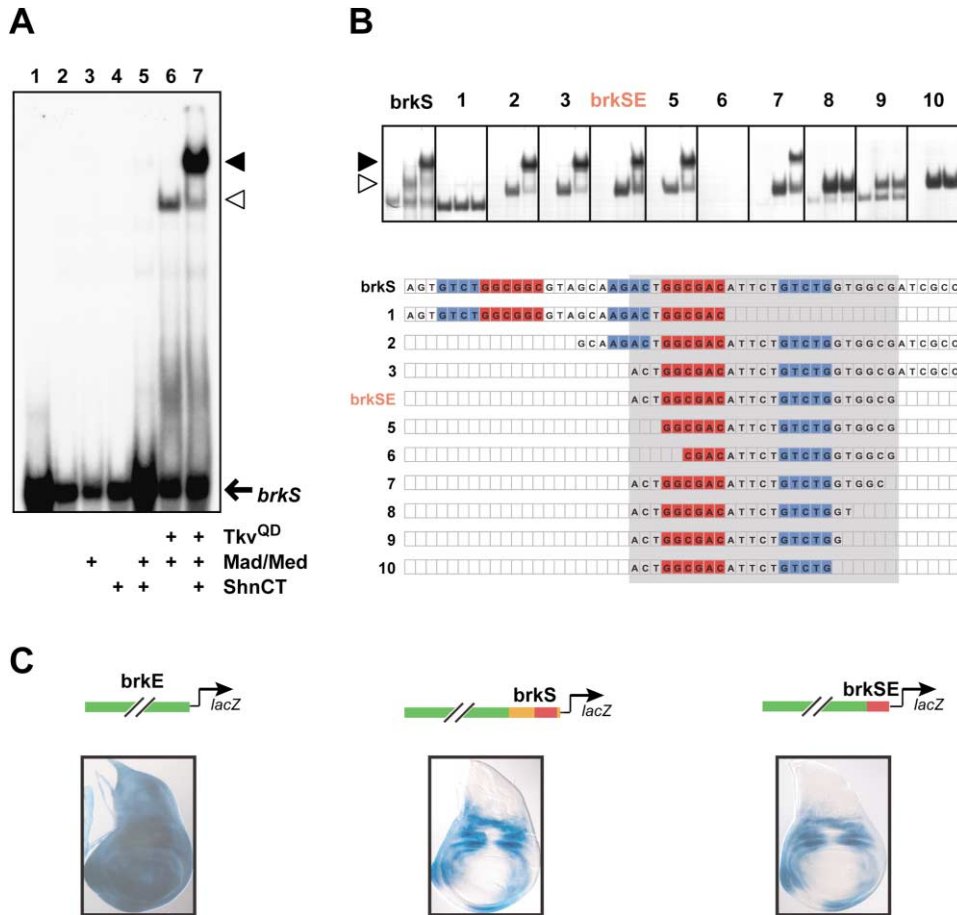 A
1 2 3 4 5 6 7
brkS
+ + TkvQD
+ + + + Mad/Med
+ + + ShnCT
B
brkS 1 2 3 brkSE 5 6 7 8 9 10
brkS AGTGTCTGGCGGCGTAGCAAGACTGGCGACATTCTGTCTGGTGGCGATCGCC
1 AGTGTCTGGCGGCGTAGCAAGACTGGCGAC
2 GCAAGACTGGCGACATTCTGTCTGGTGGCGATCGCC
3 ACTGGCGACATTCTGTCTGGTGGCGATCGCC
brkSE ACTGGCGACATTCTGTCTGGTGGCG
5 GGCGACATTCTGTCTGGTGGCG
6 CGACATTCTGTCTGGTGGCG
7 ACTGGCGACATTCTGTCTGGTGGC
8 ACTGGCGACATTCTGTCTGGT
9 ACTGGCGACATTCTGTCTGG
10 ACTGGCGACATTCTGTCTG
C
brkE
lacZ
brkS
lacZ
brkSE
lacZ